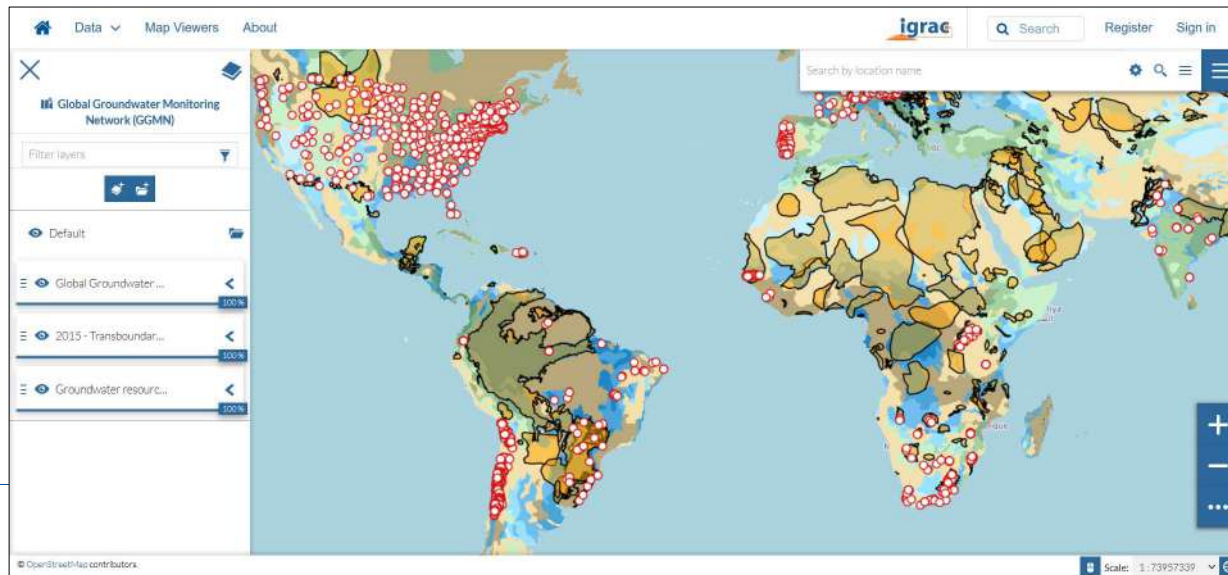 Data
Map Viewers
About
igrac
Search
Register
Sign in
Search by location name
Global Groundwater Monitoring
Network (GGMN)
Filter layers
Default
Global Groundwater ...
100 %
2015 - Transboundar...
100 %
Groundwater resourc...
100 %
© OpenStreetMap contributors.
Scale:
1 : 73957339